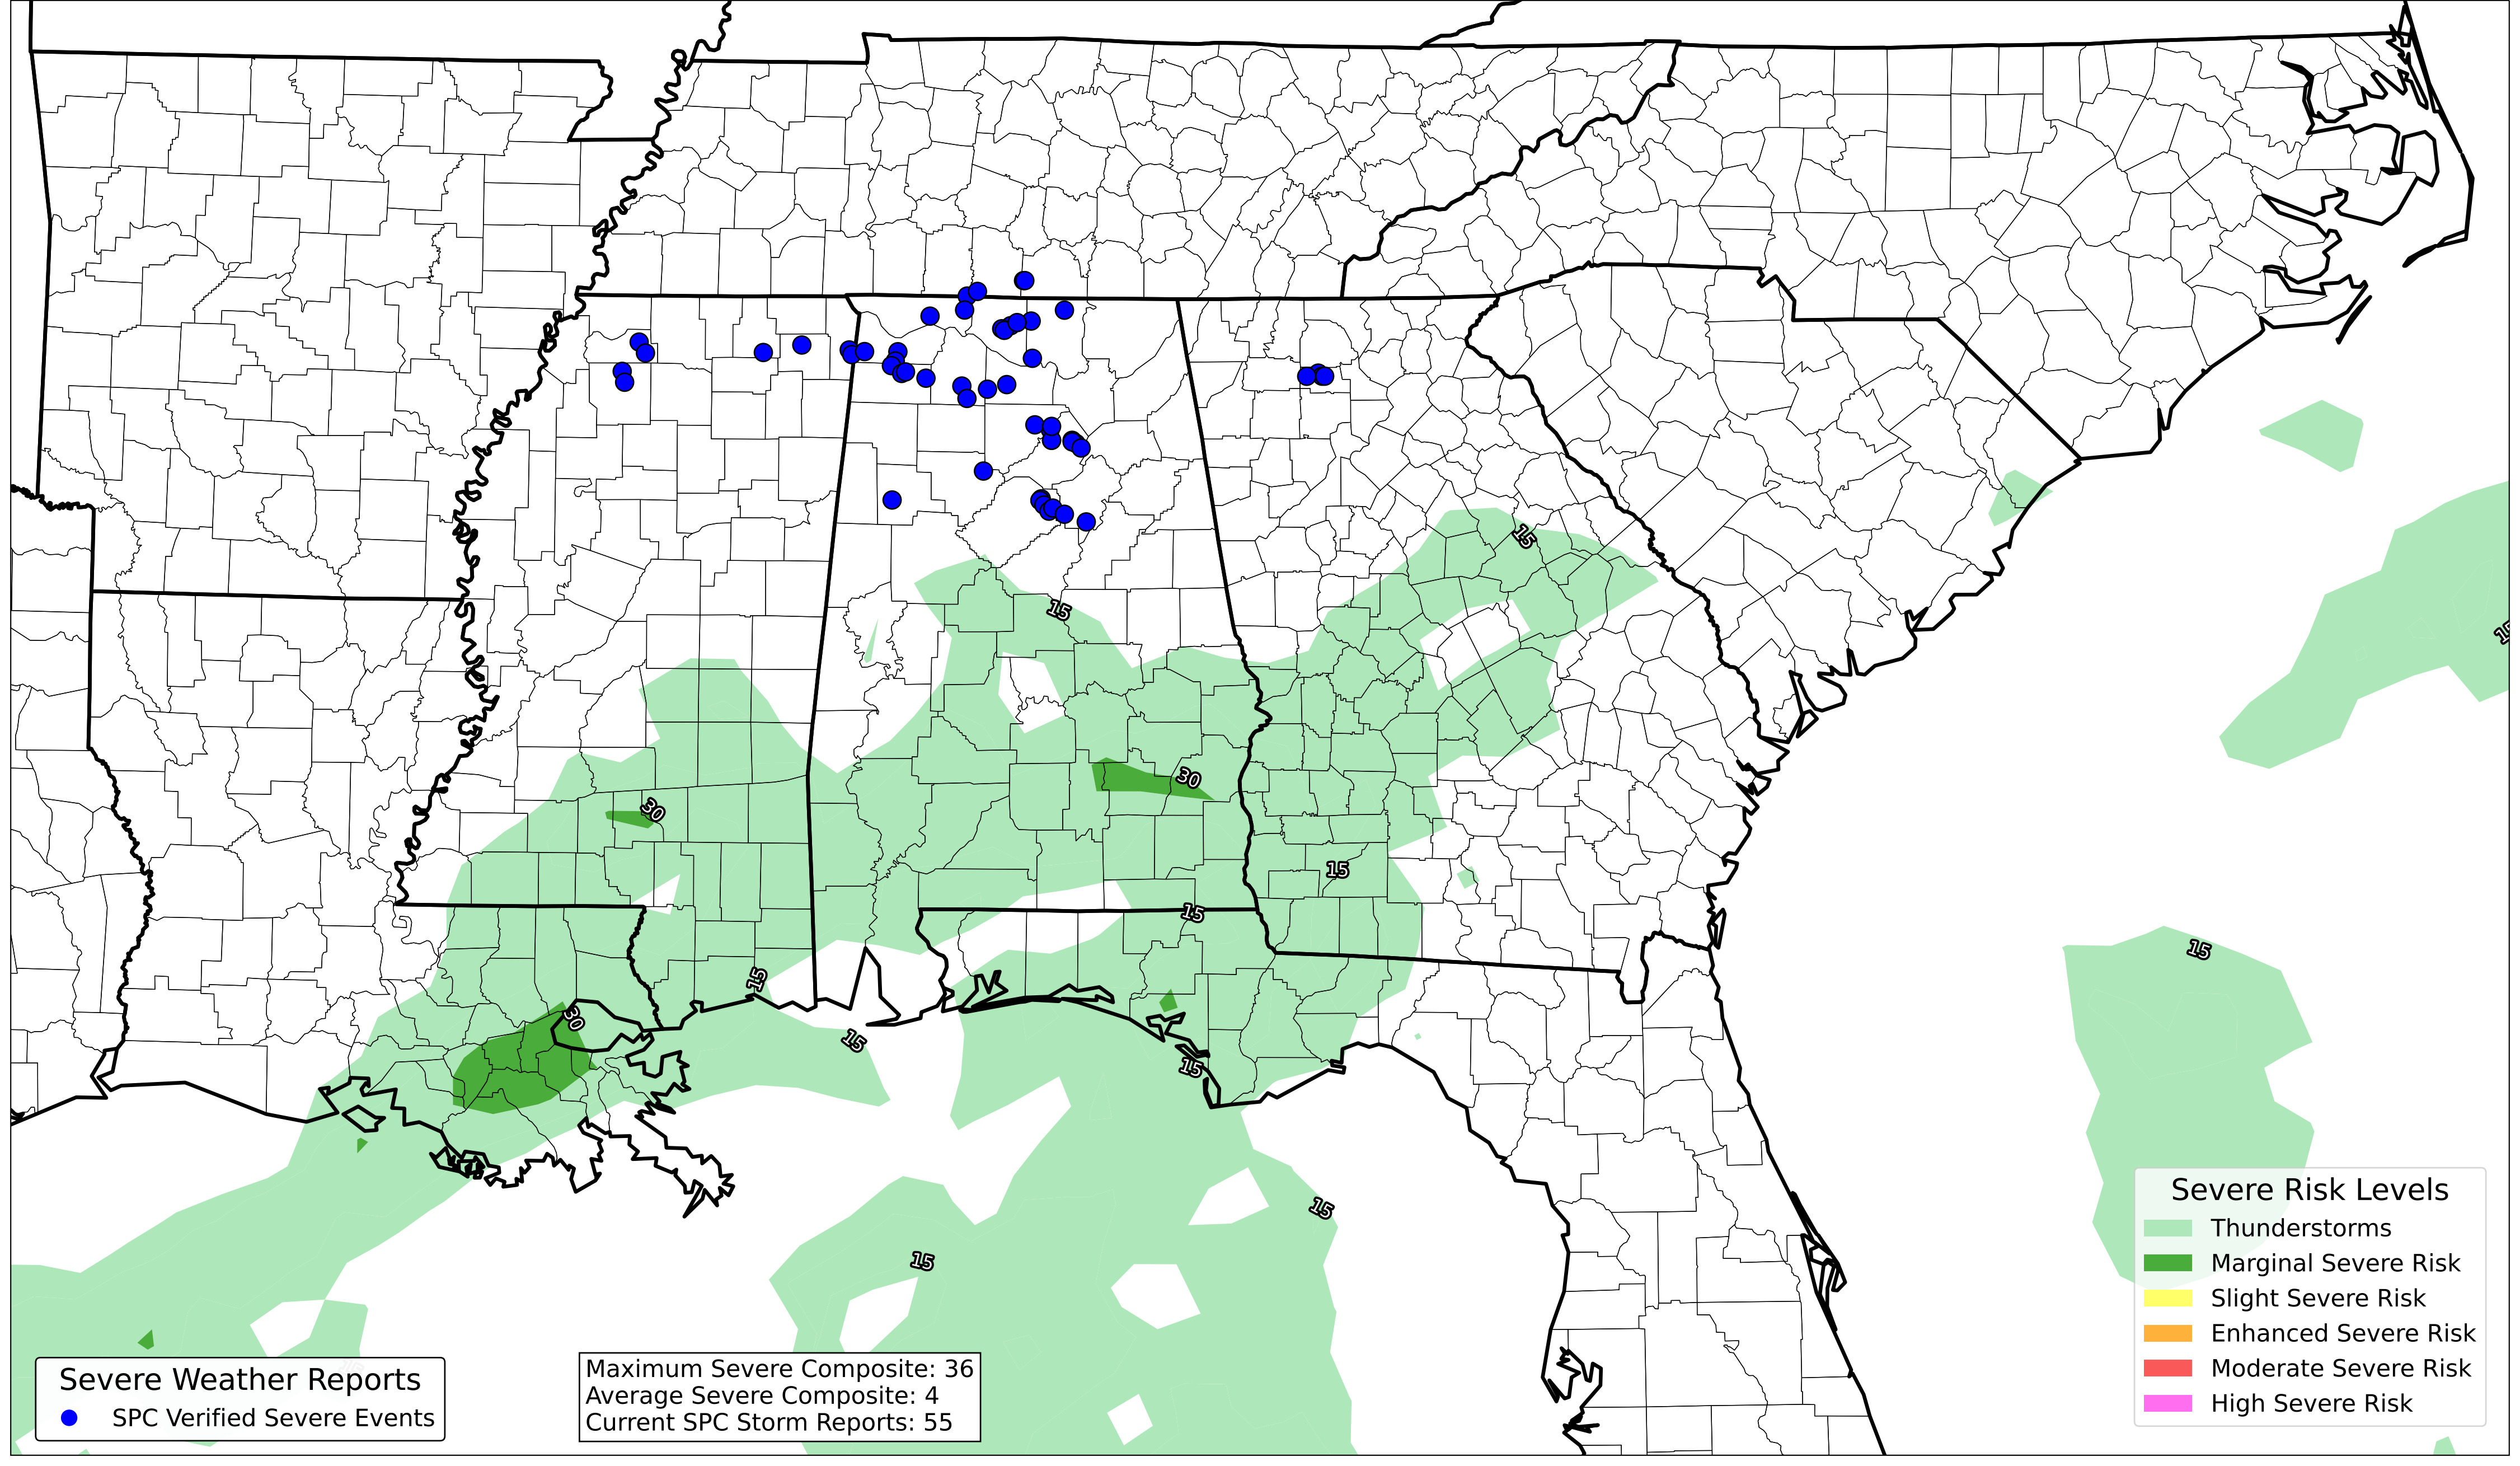 15
15
15
30
30
15
15
15
15
30
15
15
15
15
Severe Risk Levels
Thunderstorms
Marginal Severe Risk
Slight Severe Risk
Enhanced Severe Risk
Moderate Severe Risk
High Severe Risk
Severe Weather Reports
SPC Verified Severe Events
Maximum Severe Composite: 36
Average Severe Composite: 4
Current SPC Storm Reports: 55